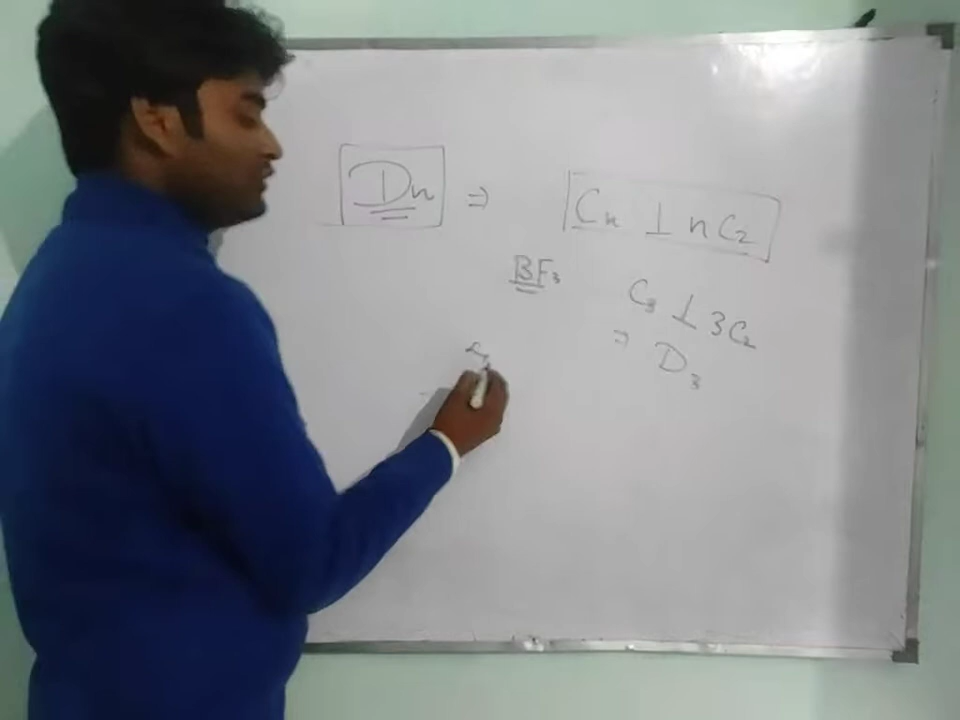 Dn ⇒ Cn ⊥ nC₂
BF₃ C₃ ⊥ 3C₂
⇒ D₃